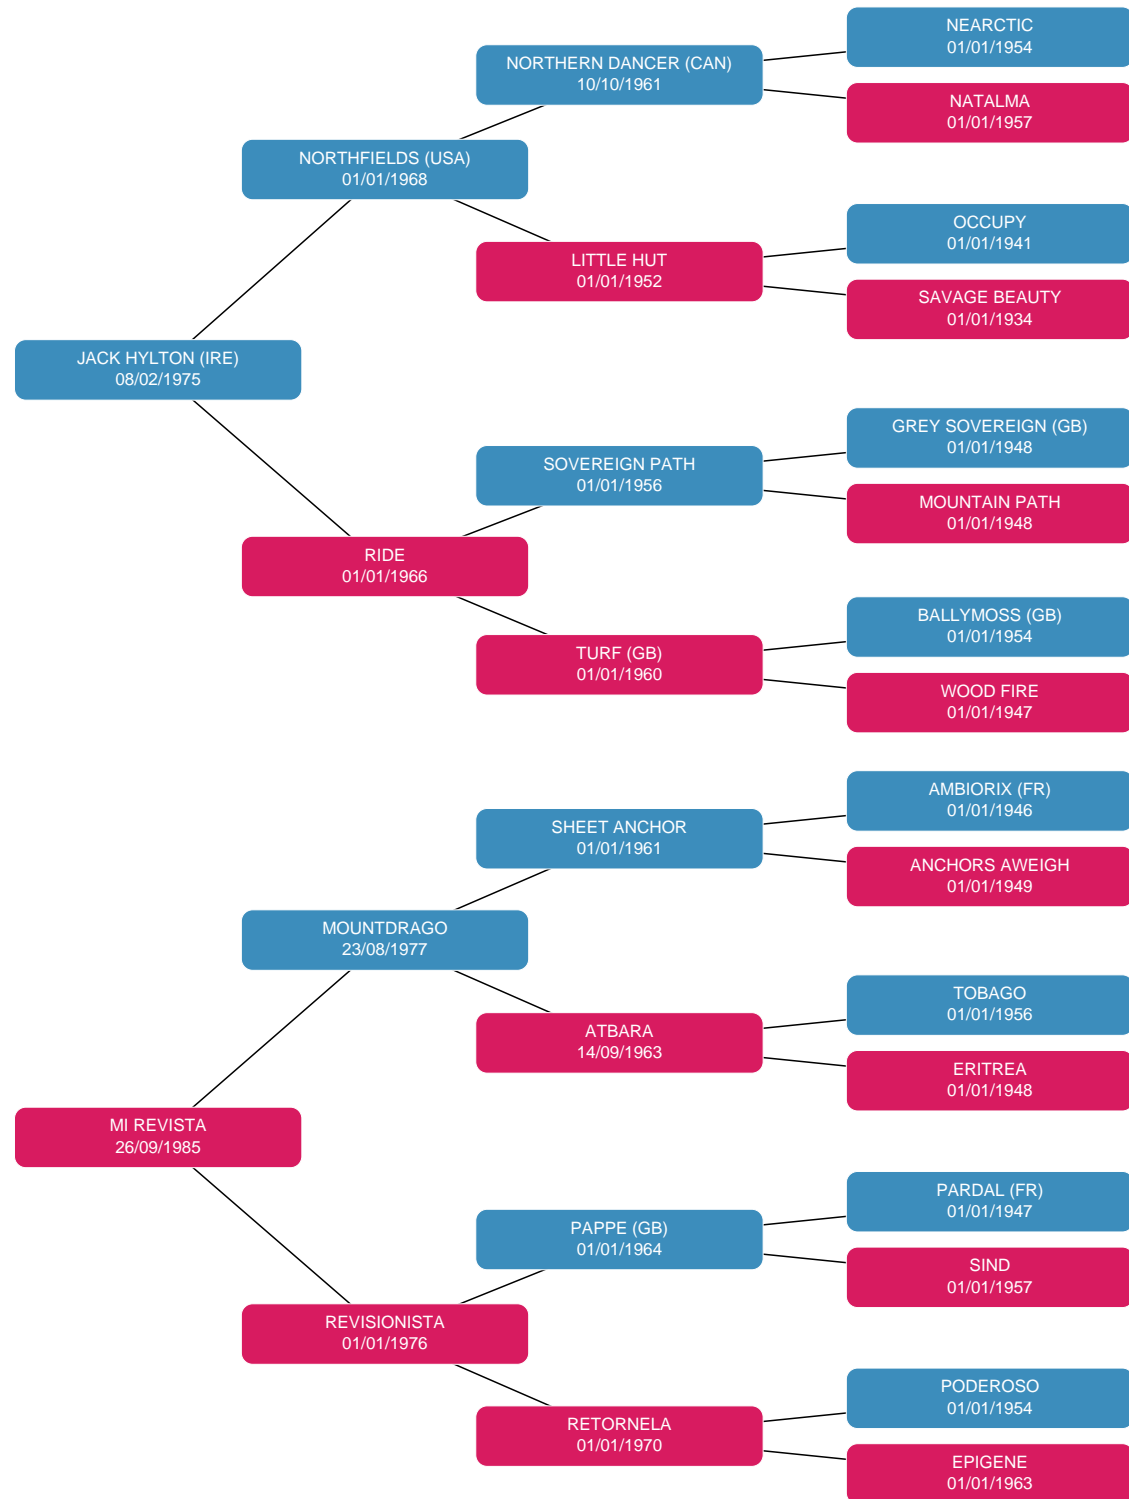 NEARCTIC
01/01/1954
NORTHERN DANCER (CAN)
10/10/1961
NATALMA
01/01/1957
NORTHFIELDS (USA)
01/01/1968
OCCUPY
01/01/1941
LITTLE HUT
01/01/1952
SAVAGE BEAUTY
01/01/1934
JACK HYLTON (IRE)
08/02/1975
GREY SOVEREIGN (GB)
01/01/1948
SOVEREIGN PATH
01/01/1956
MOUNTAIN PATH
01/01/1948
RIDE
01/01/1966
BALLYMOSS (GB)
01/01/1954
TURF (GB)
01/01/1960
WOOD FIRE
01/01/1947
AMBIORIX (FR)
01/01/1946
SHEET ANCHOR
01/01/1961
ANCHORS AWEIGH
01/01/1949
MOUNTDRAGO
23/08/1977
TOBAGO
01/01/1956
ATBARA
14/09/1963
ERITREA
01/01/1948
MI REVISTA
26/09/1985
PARDAL (FR)
01/01/1947
PAPPE (GB)
01/01/1964
SIND
01/01/1957
REVISIONISTA
01/01/1976
PODEROSO
01/01/1954
RETORNELA
01/01/1970
EPIGENE
01/01/1963